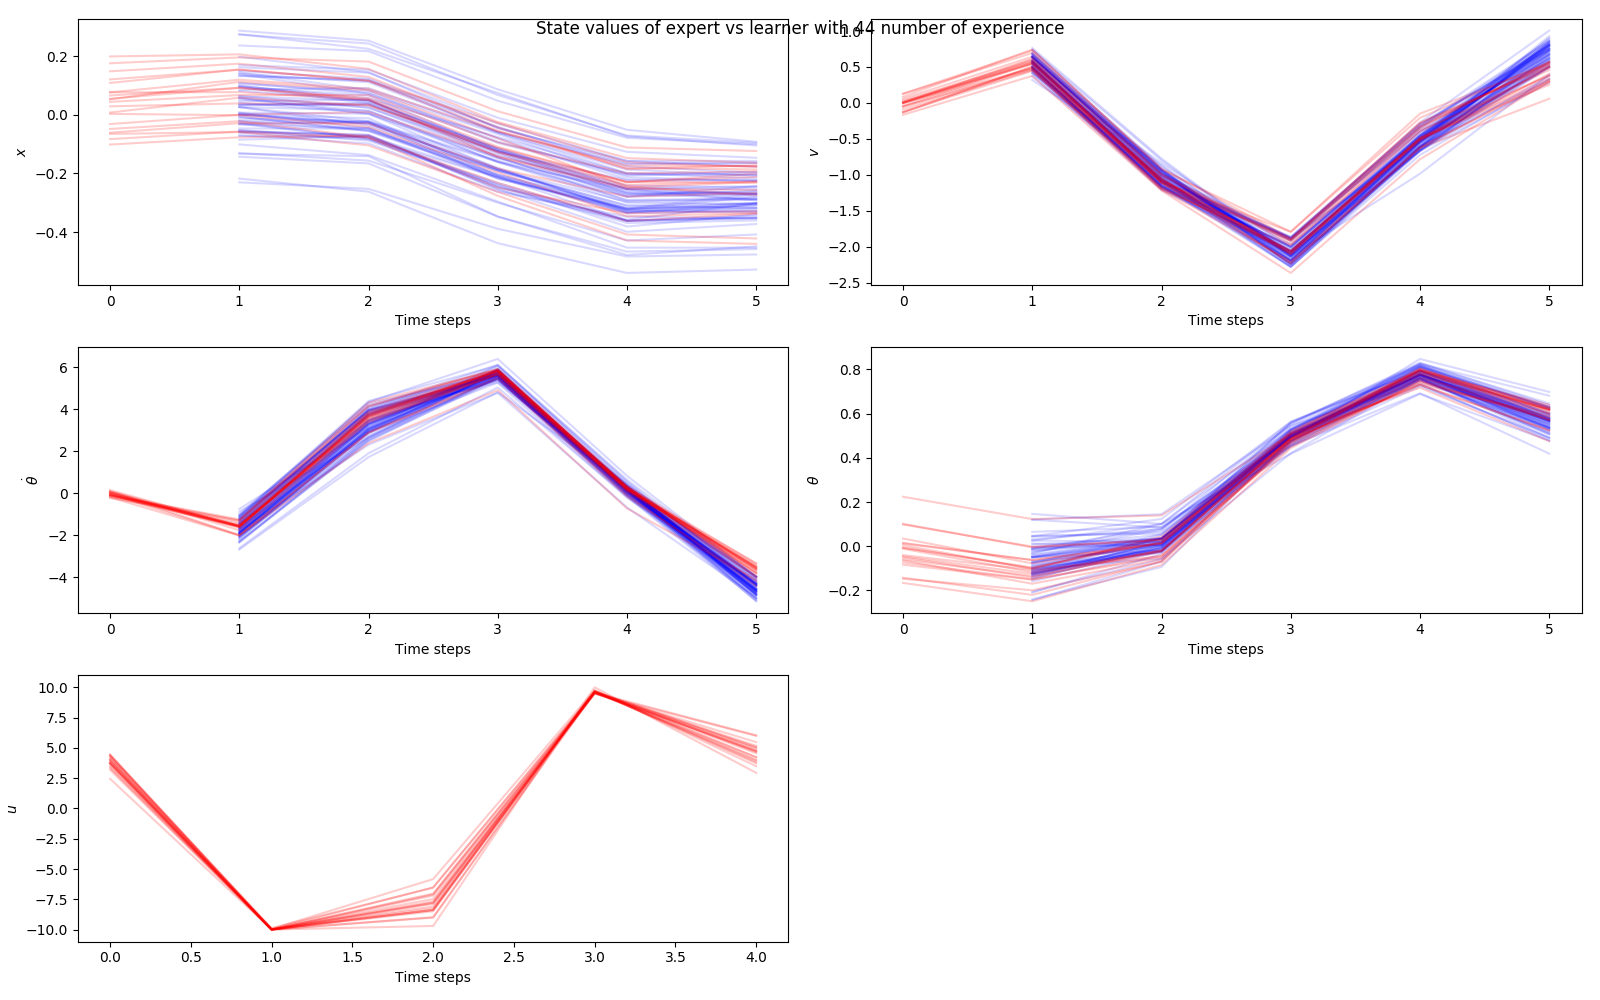 State values of expert vs learner with 44 number of experience
0.2
0.0
−0.2
−0.4
x
0 1 2 3 4 5
Time steps
1.0
0.5
0.0
−0.5
−1.0
−1.5
−2.0
−2.5
v
0 1 2 3 4 5
Time steps
6
4
2
0
−2
−4
θ̇
0 1 2 3 4 5
Time steps
0.8
0.6
0.4
0.2
0.0
−0.2
θ
0 1 2 3 4 5
Time steps
10.0
7.5
5.0
2.5
0.0
−2.5
−5.0
−7.5
−10.0
u
0.0 0.5 1.0 1.5 2.0 2.5 3.0 3.5 4.0
Time steps